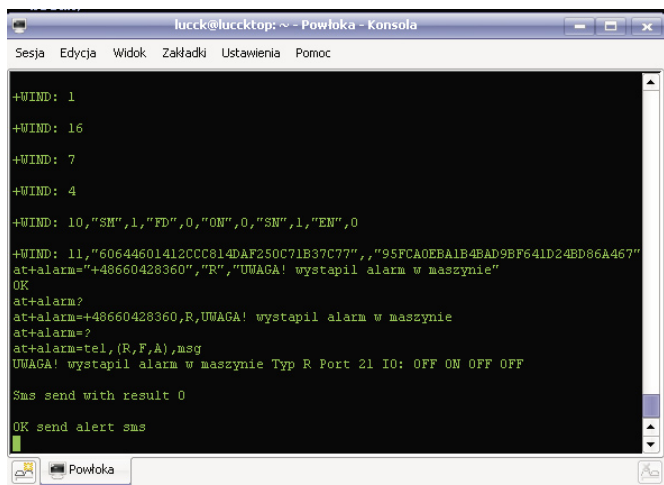 lucck@luccktop: ~ - Powłoka - Konsola
Sesja Edycja Widok Zakładki Ustawienia Pomoc
+WIND: 1
+WIND: 16
+WIND: 7
+WIND: 4
+WIND: 10,"SM",1,"FD",0,"ON",0,"SN",1,"EN",0
+WIND: 11,"60644601412CCC814DAF250C71B37C77",,"95FCA0EBA1B4BAD9BF641D24BD86A467"
at+alarm="+48660428360","R","UWAGA! wystapil alarm w maszynie"
OK
at+alarm?
at+alarm=+48660428360,R,UWAGA! wystapil alarm w maszynie
at+alarm=?
at+alarm=tel,(R,F,A),msg
UWAGA! wystapil alarm w maszynie Typ R Port 21 IO: OFF ON OFF OFF
Sms send with result 0
OK send alert sms
Powłoka